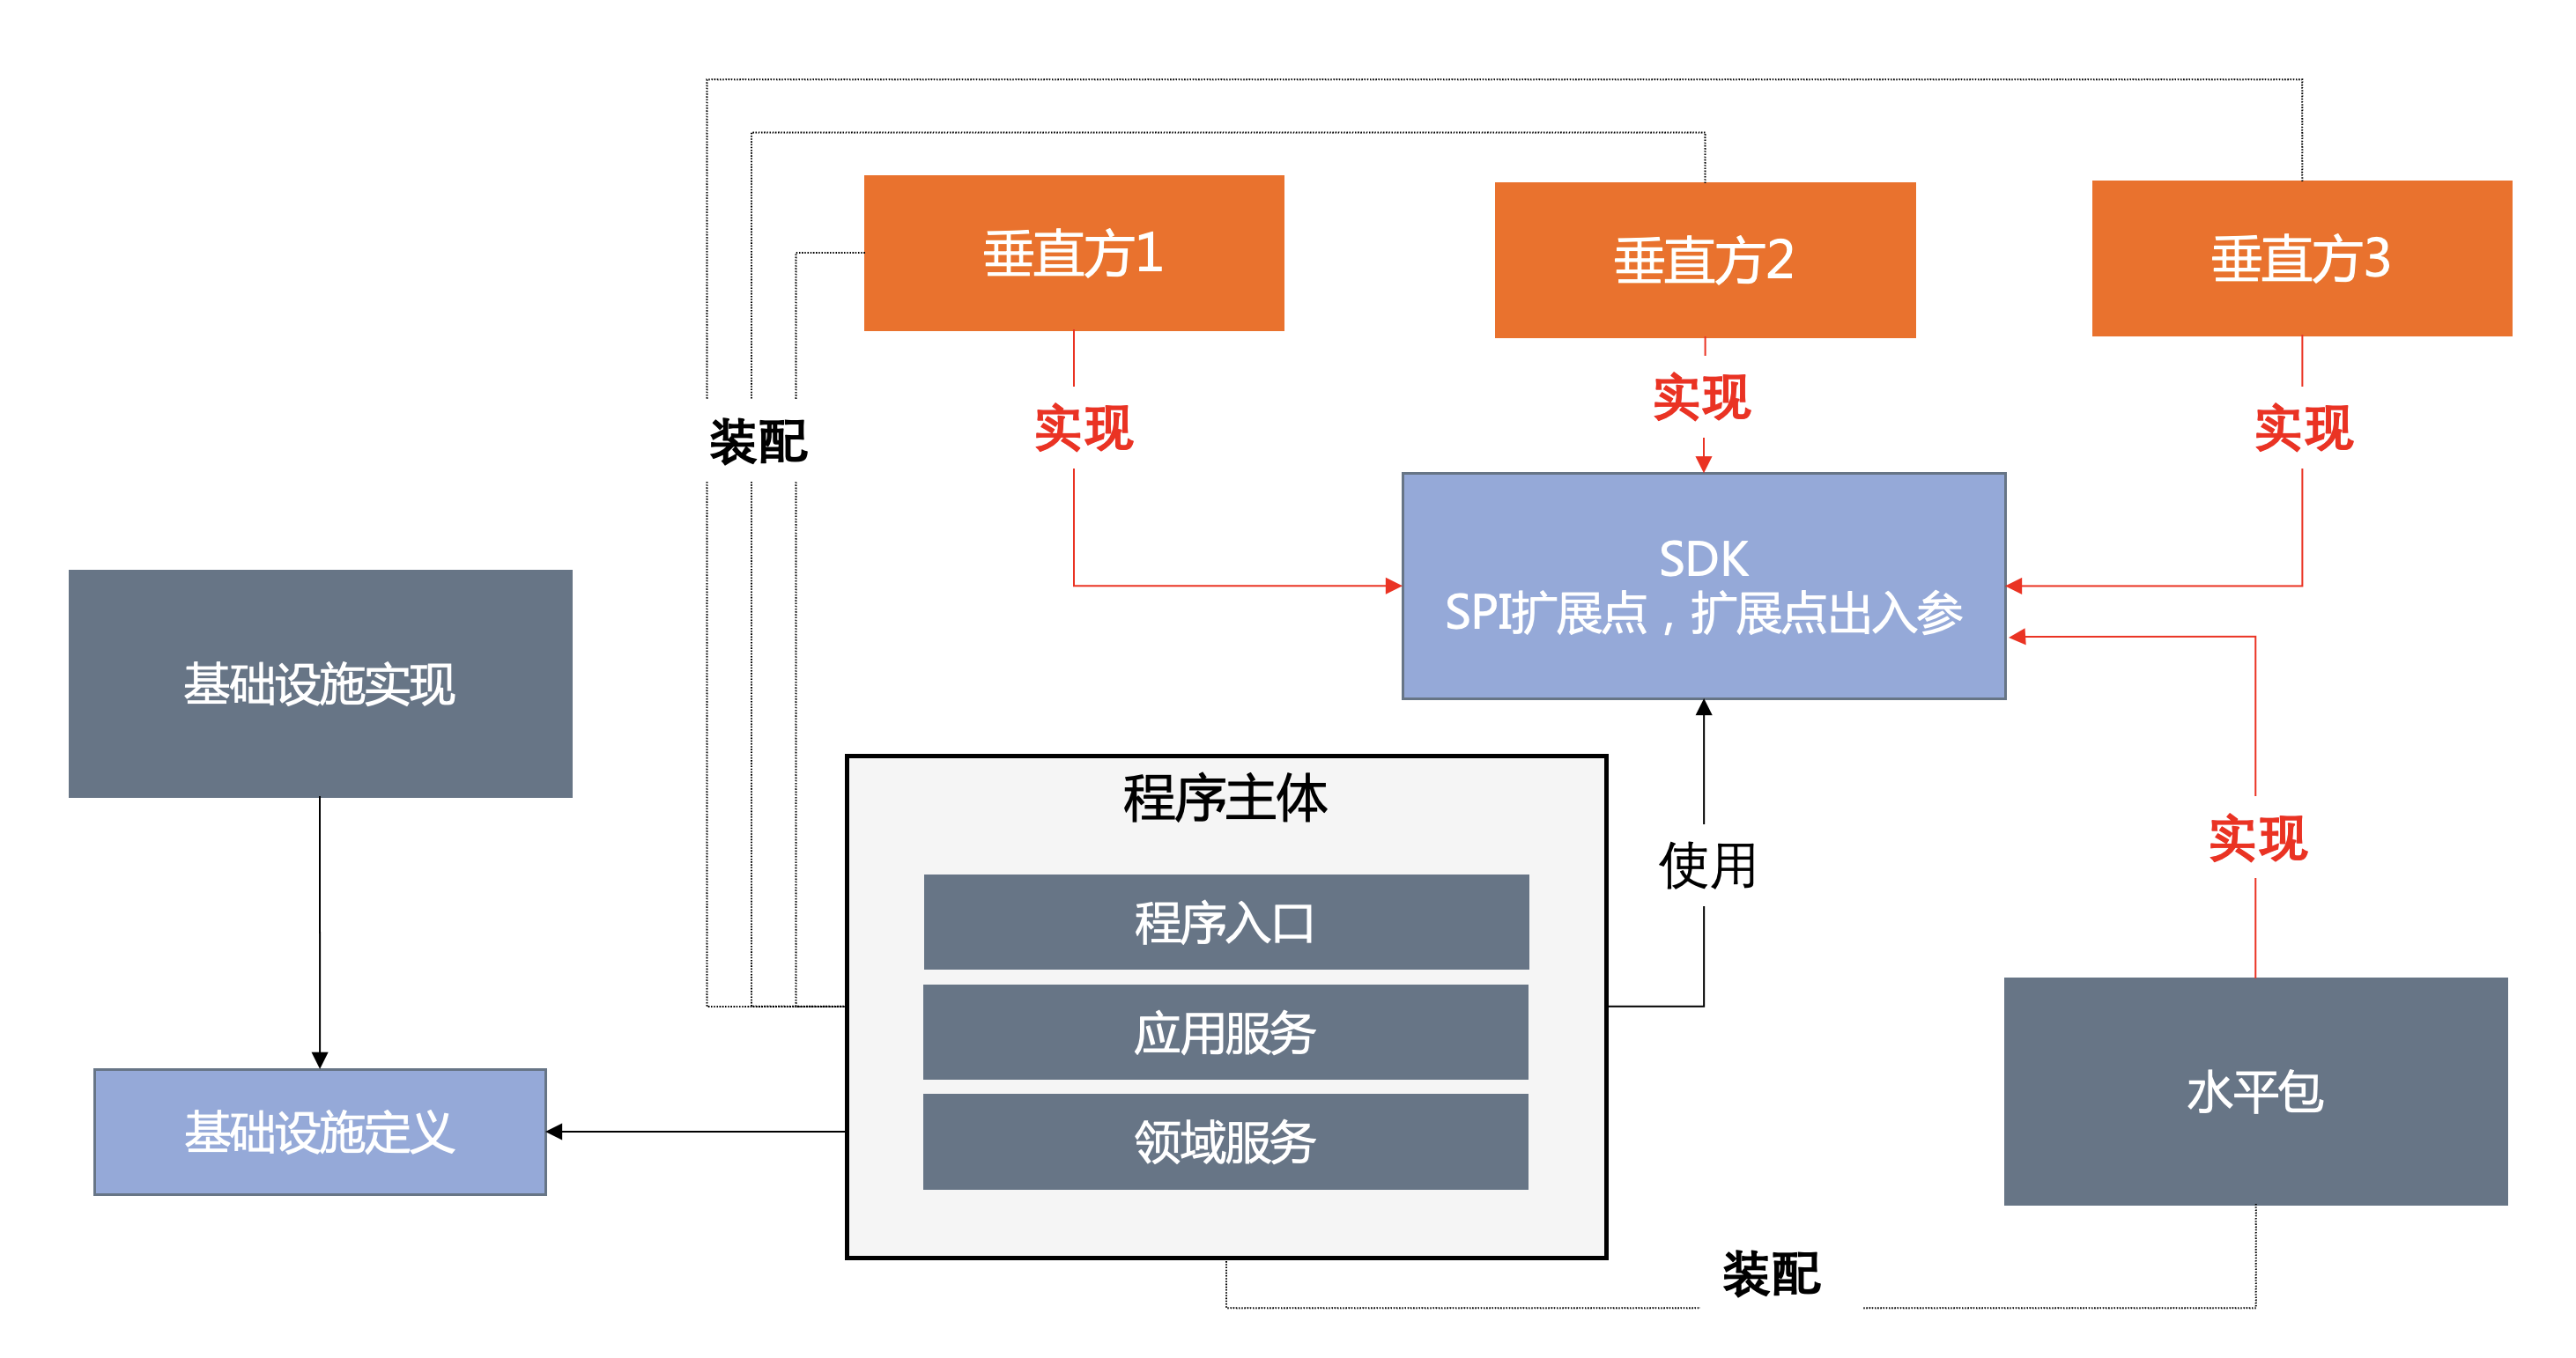 垂直方1
垂直方2
垂直方3
实现
实现
实现
装配
SDK
SPI扩展点，扩展点出入参
基础设施实现
程序主体
使用
实现
程序入口
应用服务
领域服务
基础设施定义
水平包
装配